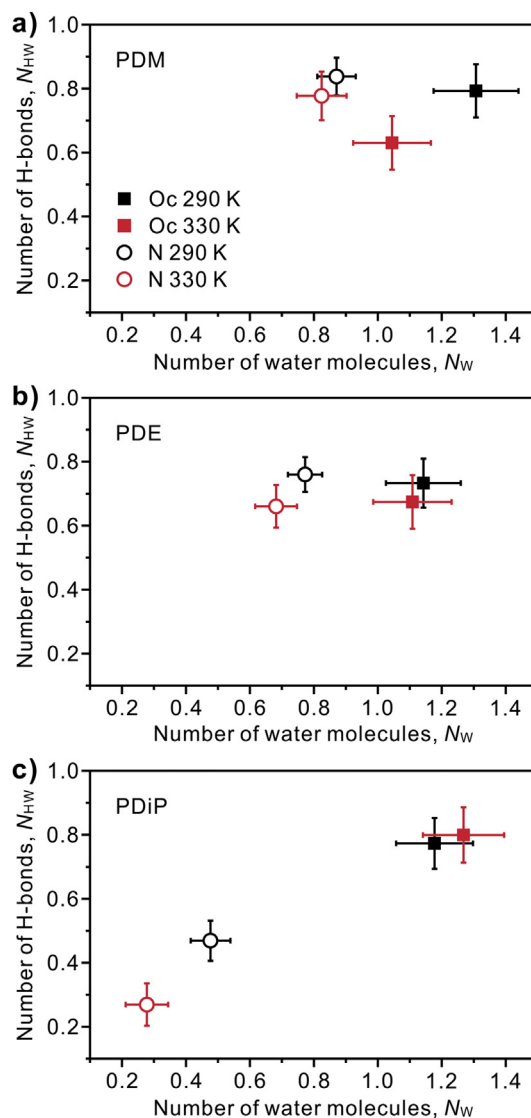 a)
PDM
1.0
0.8
0.6
0.4
0.2
Number of H-bonds, NHW
Oc 290 K
Oc 330 K
N 290 K
N 330 K
0.2 0.4 0.6 0.8 1.0 1.2 1.4
Number of water molecules, NW
b)
PDE
1.0
0.8
0.6
0.4
0.2
Number of H-bonds, NHW
0.2 0.4 0.6 0.8 1.0 1.2 1.4
Number of water molecules, NW
c)
PDiP
1.0
0.8
0.6
0.4
0.2
Number of H-bonds, NHW
0.2 0.4 0.6 0.8 1.0 1.2 1.4
Number of water molecules, NW